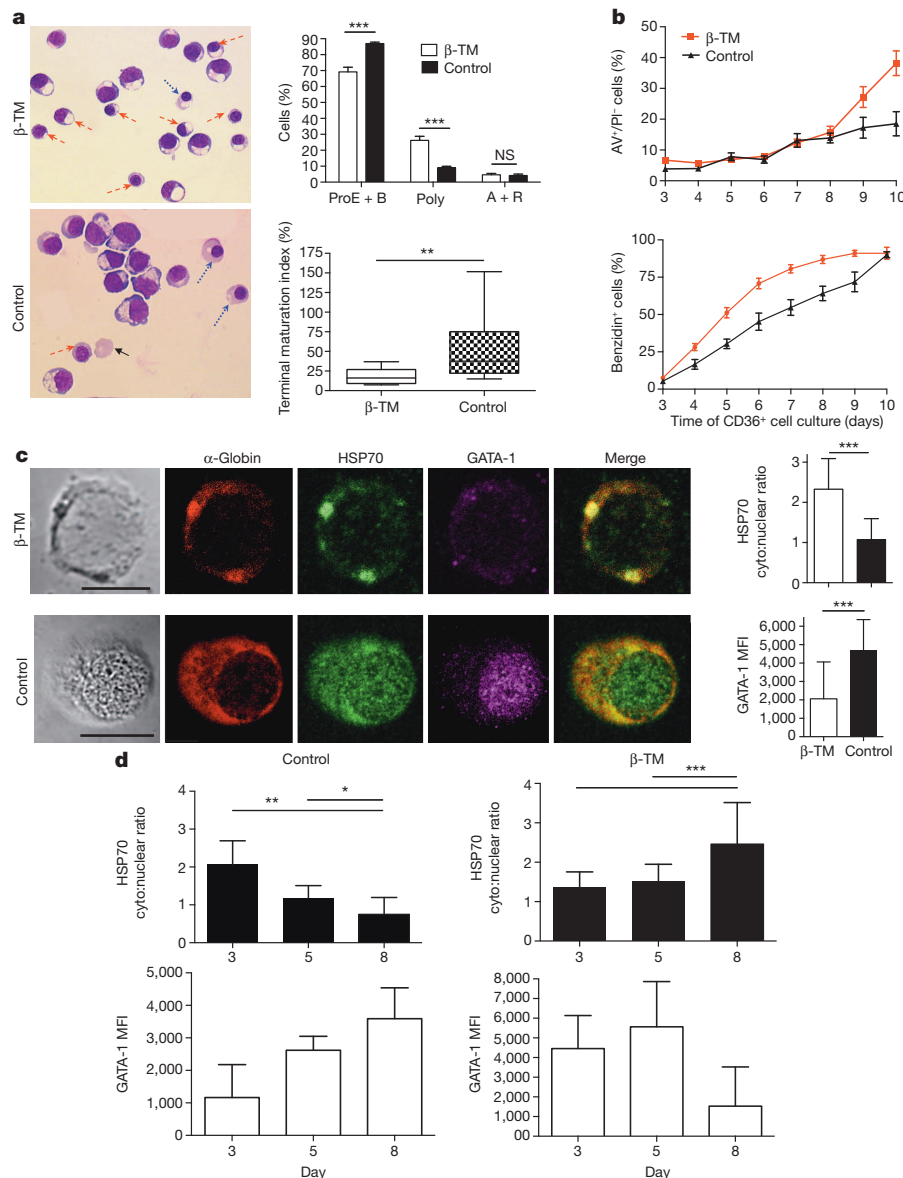 a
β-TM
Control
Cells (%)
90
80
70
60
50
40
30
20
10
0
***
***
NS
β-TM
Control
ProE + B
Poly
A + R
Terminal maturation index (%)
175
150
125
100
75
50
25
0
**
β-TM
Control
b
AV+/PI- cells (%)
50
40
30
20
10
0
β-TM
Control
3 4 5 6 7 8 9 10
Benzidin+ cells (%)
100
50
0
3 4 5 6 7 8 9 10
Time of CD36+ cell culture (days)
c
α-Globin
HSP70
GATA-1
Merge
β-TM
Control
HSP70
cyto:nuclear ratio
3
2
1
0
***
GATA-1 MFI
6,000
5,000
4,000
3,000
2,000
1,000
0
***
β-TM Control
d
Control
HSP70
cyto:nuclear ratio
4
3
2
1
0
**
*
3 5 8
GATA-1 MFI
5,000
4,000
3,000
2,000
1,000
0
3 5 8
Day
β-TM
HSP70
cyto:nuclear ratio
4
3
2
1
0
***
3 5 8
GATA-1 MFI
8,000
7,000
6,000
5,000
4,000
3,000
2,000
1,000
00
3 5 8
Day